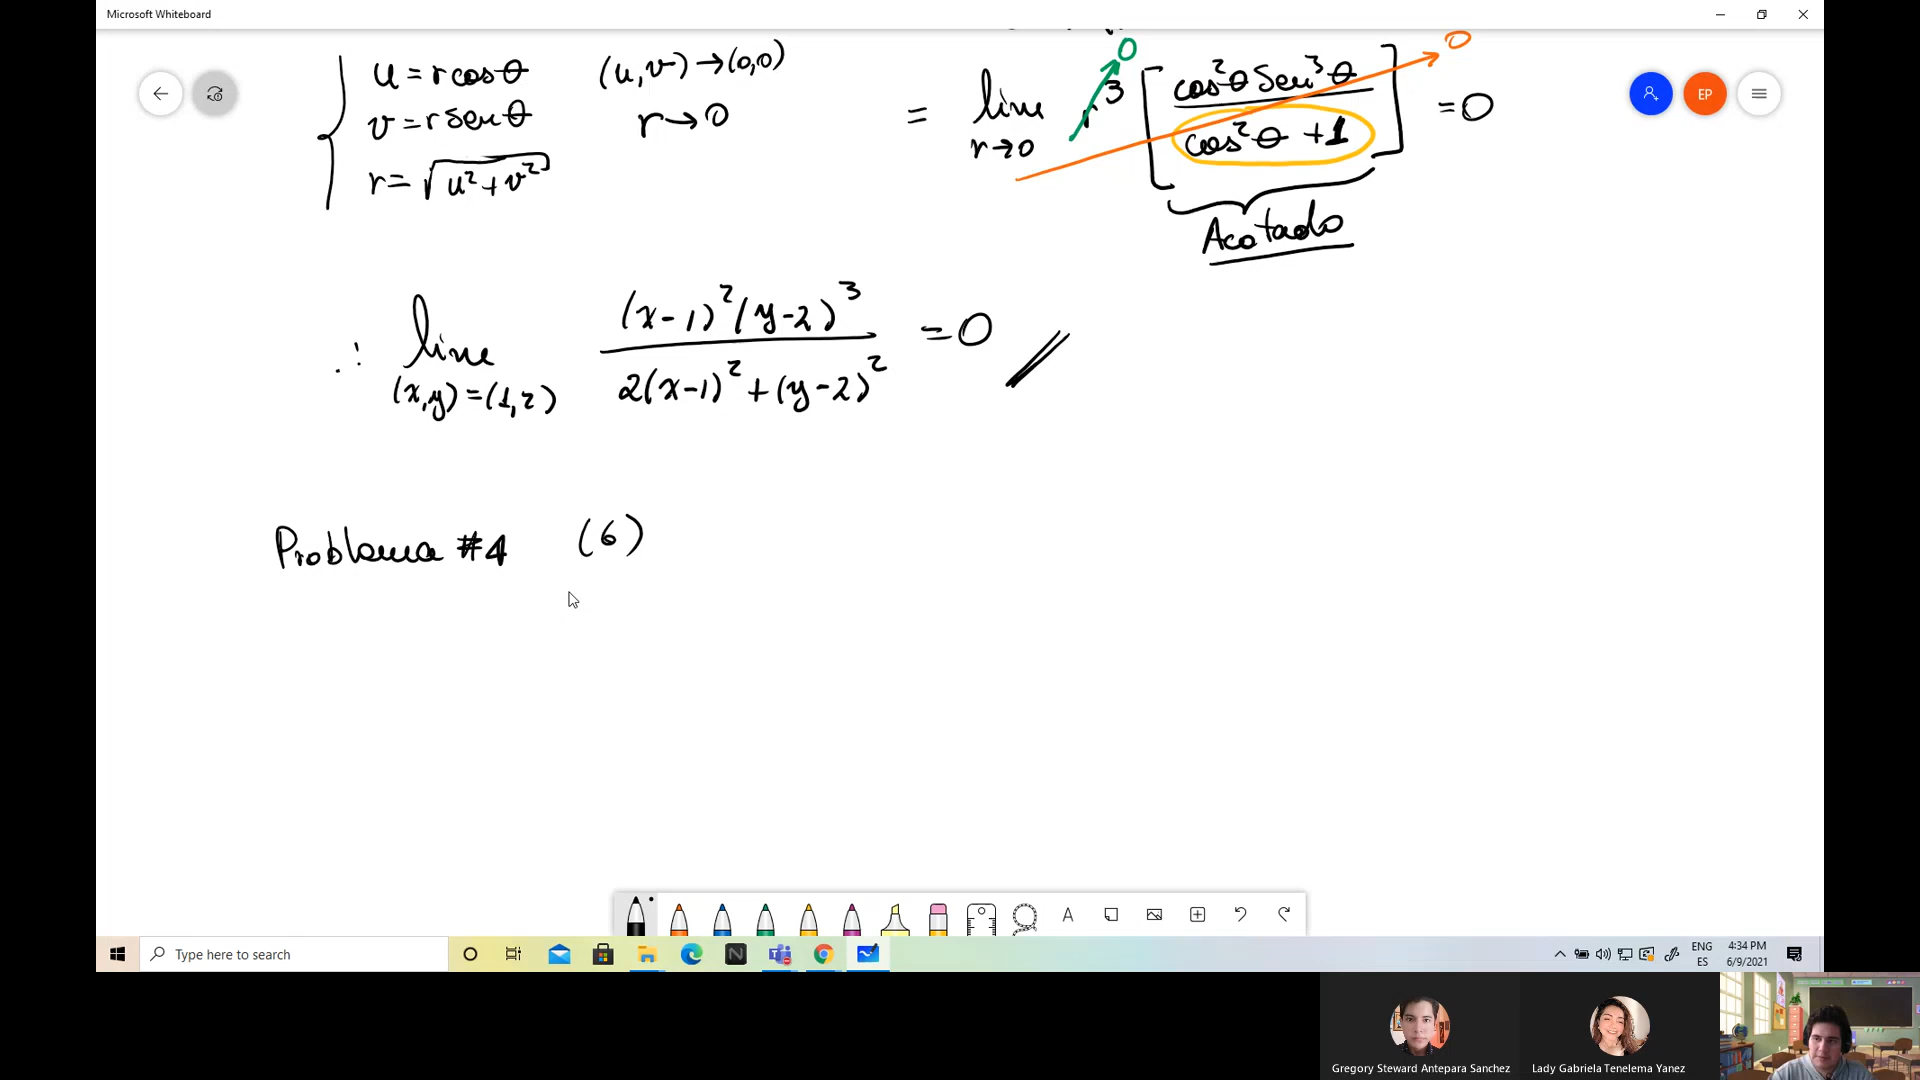 Microsoft Whiteboard
u = r cos θ (u,v) → (0,0)
v = r sen θ r → 0
r = √(u² + v²)
= lim r→0 r³ [cos²θ sen³θ / (cos²θ + 1)] = 0
0
0
Acotado
EP
∴ lim (x,y)=(1,2) (x-1)²(y-2)³ / (2(x-1)² + (y-2)²) = 0
Problema #4 (6)
A
Type here to search
ENG
ES
4:34 PM
6/9/2021
Gregory Steward Antepara Sanchez
Lady Gabriela Tenelema Yanez